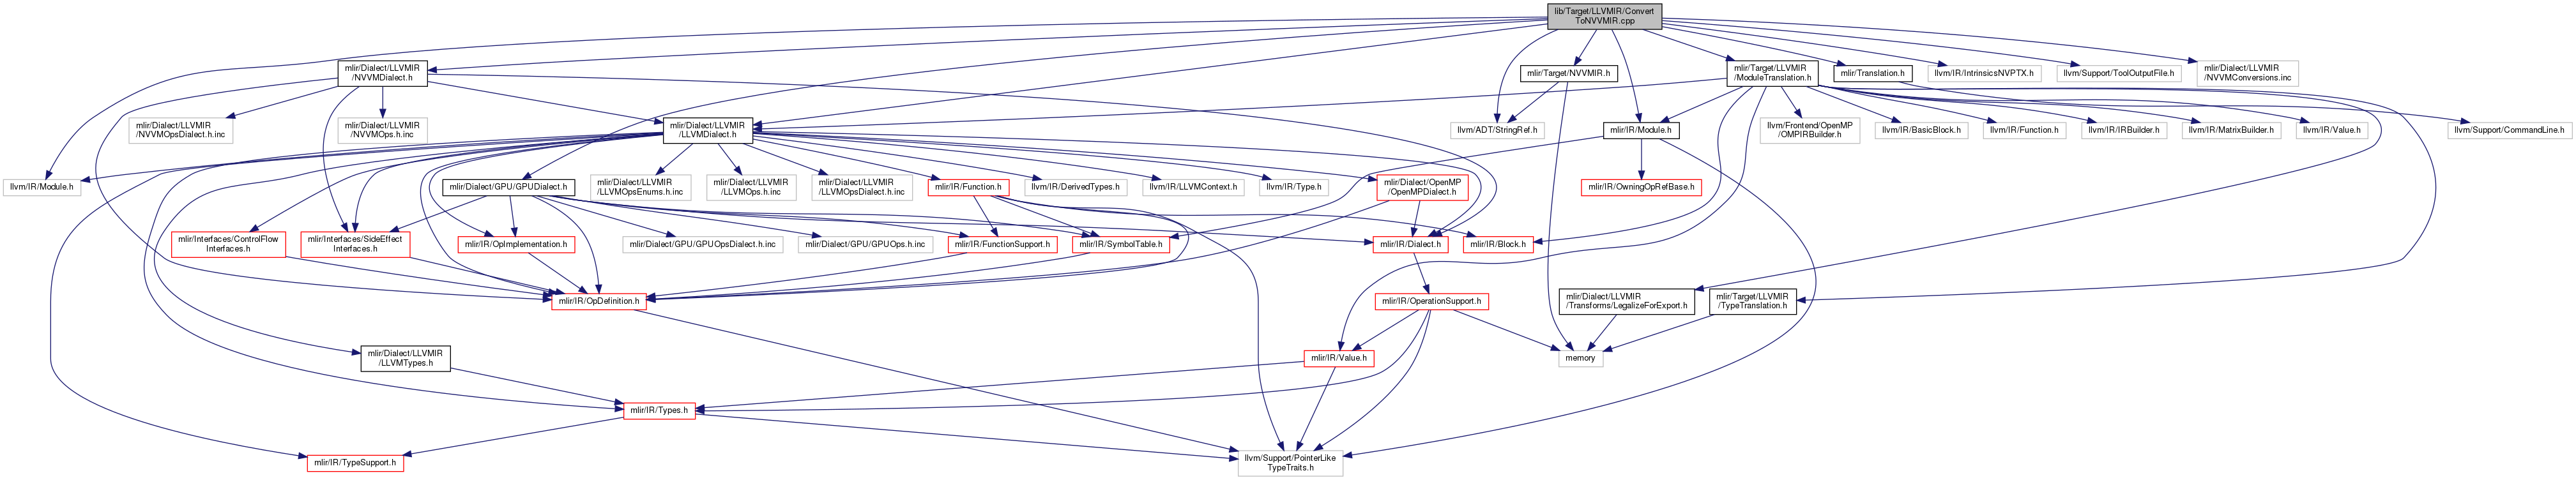 lib/Target/LLVMIR/Convert
ToNVVMIR.cpp
mlir/Dialect/LLVMIR
/NVVMDialect.h
mlir/Target/NVVMIR.h
mlir/Target/LLVMIR
/ModuleTranslation.h
mlir/Translation.h
llvm/IR/IntrinsicsNVPTX.h
llvm/Support/ToolOutputFile.h
mlir/Dialect/LLVMIR
/NVVMConversions.inc
mlir/Dialect/LLVMIR
/NVVMOpsDialect.h.inc
mlir/Dialect/LLVMIR
/NVVMOps.h.inc
mlir/Dialect/LLVMIR
/LLVMDialect.h
llvm/ADT/StringRef.h
mlir/IR/Module.h
llvm/Frontend/OpenMP
/OMPIRBuilder.h
llvm/IR/BasicBlock.h
llvm/IR/Function.h
llvm/IR/IRBuilder.h
llvm/IR/MatrixBuilder.h
llvm/IR/Value.h
llvm/Support/CommandLine.h
llvm/IR/Module.h
mlir/Dialect/GPU/GPUDialect.h
mlir/Dialect/LLVMIR
/LLVMOpsEnums.h.inc
mlir/Dialect/LLVMIR
/LLVMOps.h.inc
mlir/Dialect/LLVMIR
/LLVMOpsDialect.h.inc
mlir/IR/Function.h
llvm/IR/DerivedTypes.h
llvm/IR/LLVMContext.h
llvm/IR/Type.h
mlir/Dialect/OpenMP
/OpenMPDialect.h
mlir/IR/OwningOpRefBase.h
mlir/Interfaces/ControlFlow
Interfaces.h
mlir/Interfaces/SideEffect
Interfaces.h
mlir/IR/OpImplementation.h
mlir/Dialect/GPU/GPUOpsDialect.h.inc
mlir/Dialect/GPU/GPUOps.h.inc
mlir/IR/FunctionSupport.h
mlir/IR/SymbolTable.h
mlir/IR/Dialect.h
mlir/IR/Block.h
mlir/IR/OpDefinition.h
mlir/IR/OperationSupport.h
mlir/Dialect/LLVMIR
/Transforms/LegalizeForExport.h
mlir/Target/LLVMIR
/TypeTranslation.h
mlir/Dialect/LLVMIR
/LLVMTypes.h
mlir/IR/Value.h
memory
mlir/IR/Types.h
mlir/IR/TypeSupport.h
llvm/Support/PointerLike
TypeTraits.h